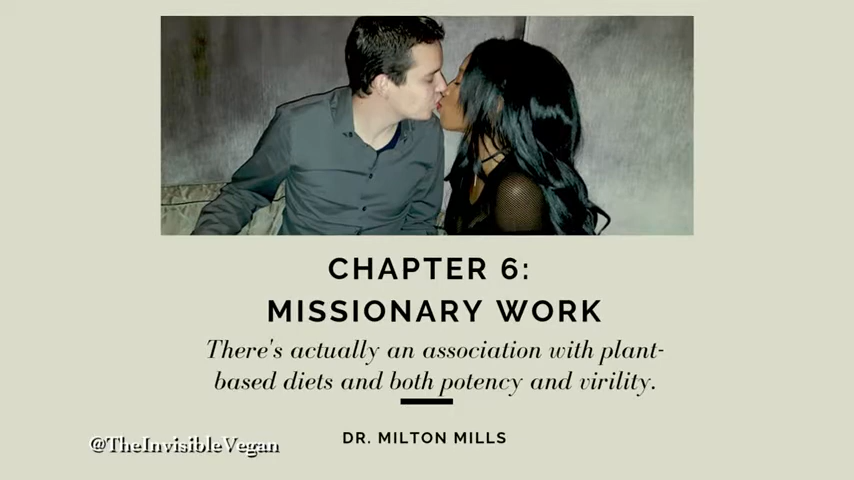 CHAPTER 6:
MISSIONARY WORK
There's actually an association with plant-
based diets and both potency and virility.
DR. MILTON MILLS
@TheInvisibleVegan